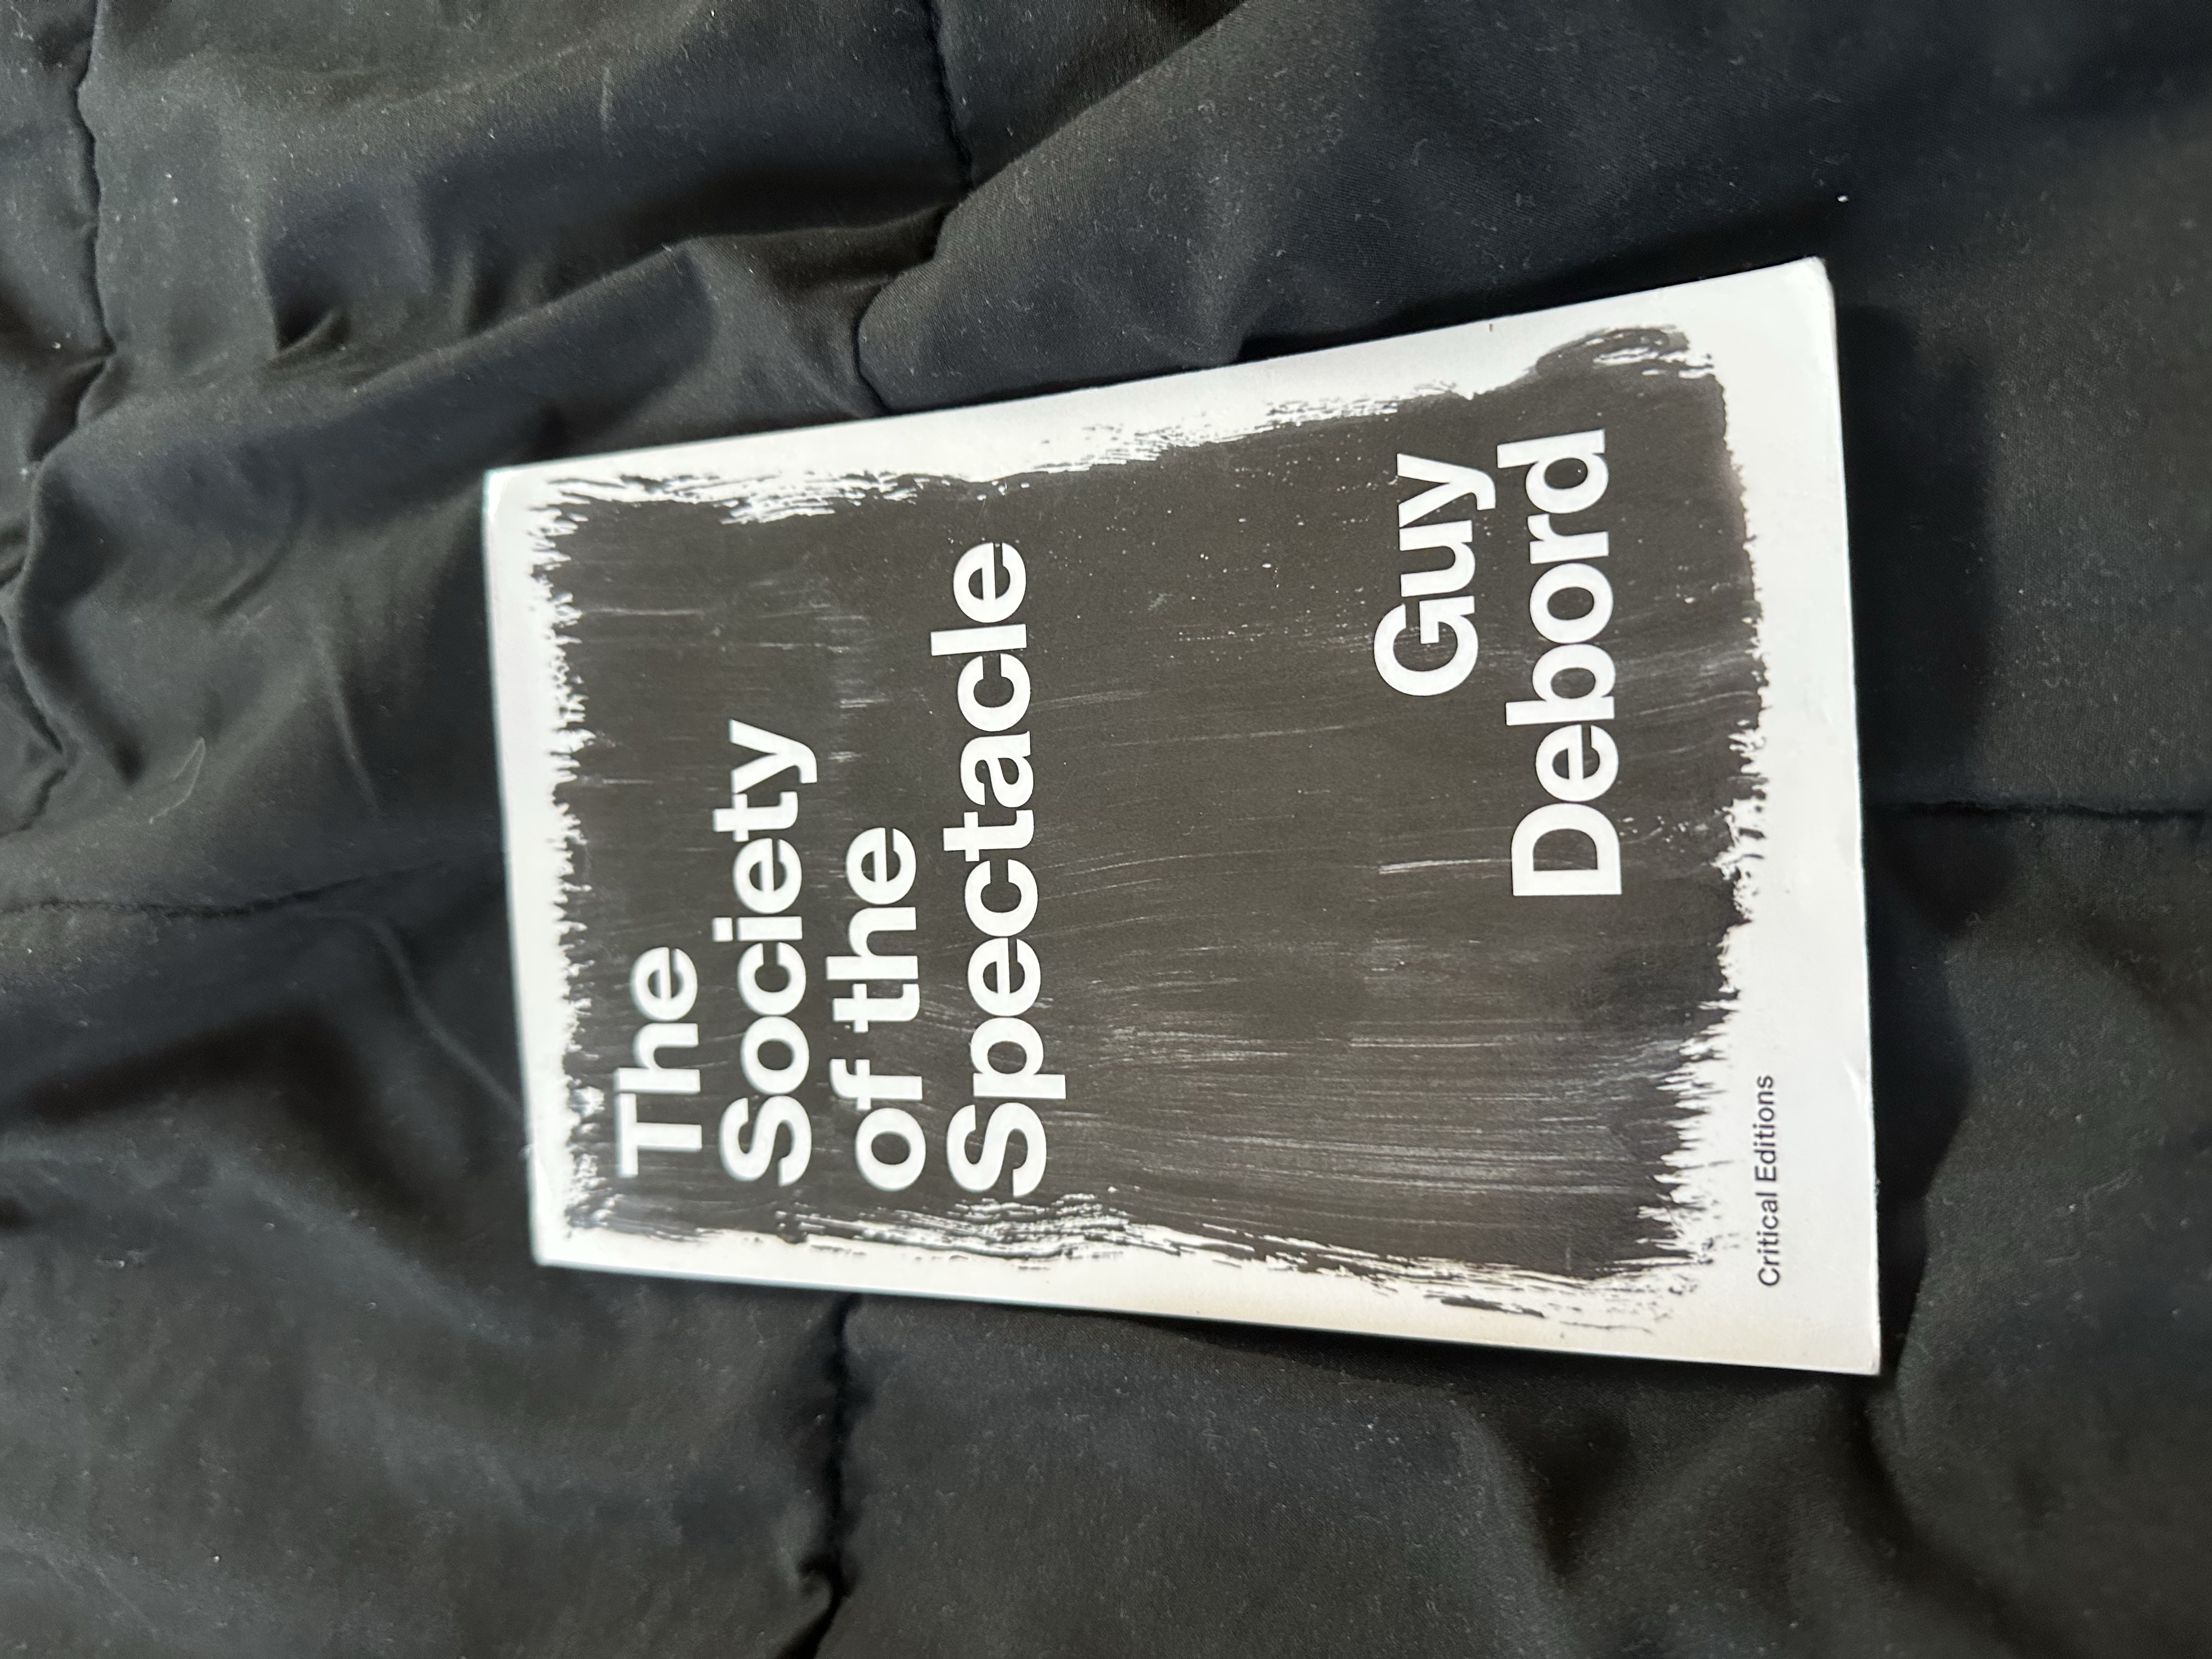 The
Society
of the
Spectacle
Guy
Debord
Critical Editions